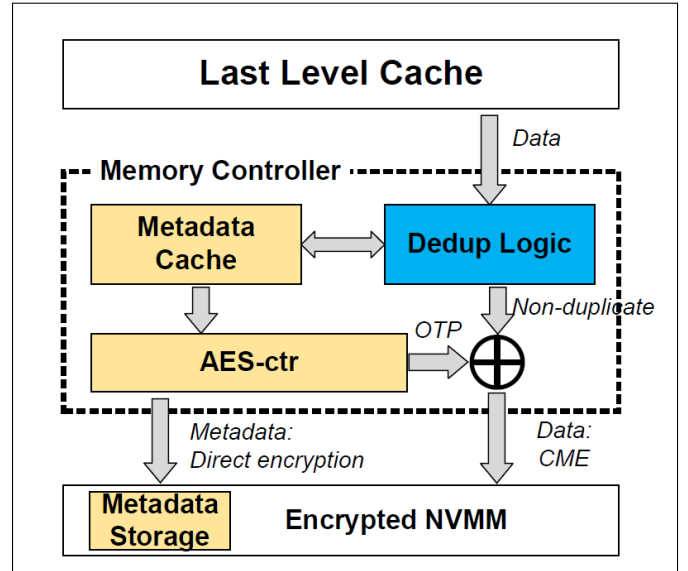 Last Level Cache
Data
Memory Controller
Metadata
Cache
Dedup Logic
Non-duplicate
OTP
AES-ctr
Metadata:
Direct encryption
Data:
CME
Metadata
Storage
Encrypted NVMM